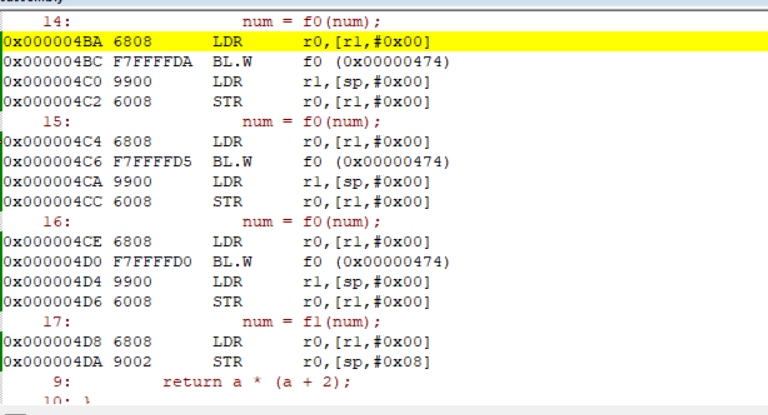 14: num = f0(num);
0x000004BA 6808 LDR r0,[r1,#0x00]
0x000004BC F7FFFFDA BL.W f0 (0x00000474)
0x000004C0 9900 LDR r1,[sp,#0x00]
0x000004C2 6008 STR r0,[r1,#0x00]
15: num = f0(num);
0x000004C4 6808 LDR r0,[r1,#0x00]
0x000004C6 F7FFFFD5 BL.W f0 (0x00000474)
0x000004CA 9900 LDR r1,[sp,#0x00]
0x000004CC 6008 STR r0,[r1,#0x00]
16: num = f0(num);
0x000004CE 6808 LDR r0,[r1,#0x00]
0x000004D0 F7FFFFD0 BL.W f0 (0x00000474)
0x000004D4 9900 LDR r1,[sp,#0x00]
0x000004D6 6008 STR r0,[r1,#0x00]
17: num = f1(num);
0x000004D8 6808 LDR r0,[r1,#0x00]
0x000004DA 9002 STR r0,[sp,#0x08]
9: return a * (a + 2);
10: }